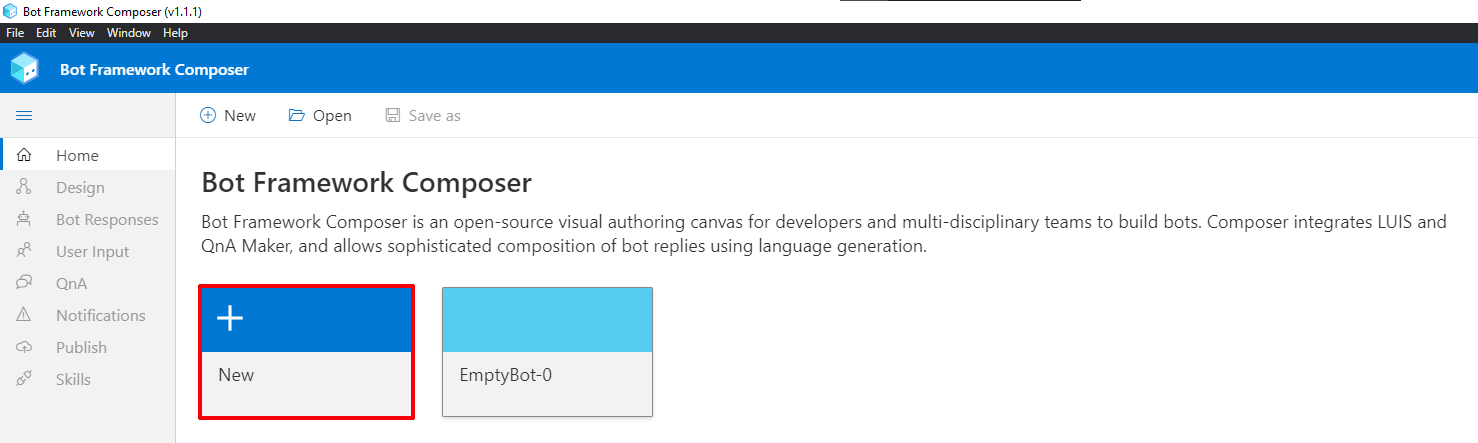 Bot Framework Composer (v1.1.1)
File Edit View Window Help
Bot Framework Composer
New Open Save as
Home
Design
Bot Responses
User Input
QnA
Notifications
Publish
Skills
Bot Framework Composer
Bot Framework Composer is an open-source visual authoring canvas for developers and multi-disciplinary teams to build bots. Composer integrates LUIS and
QnA Maker, and allows sophisticated composition of bot replies using language generation.
New
EmptyBot-0